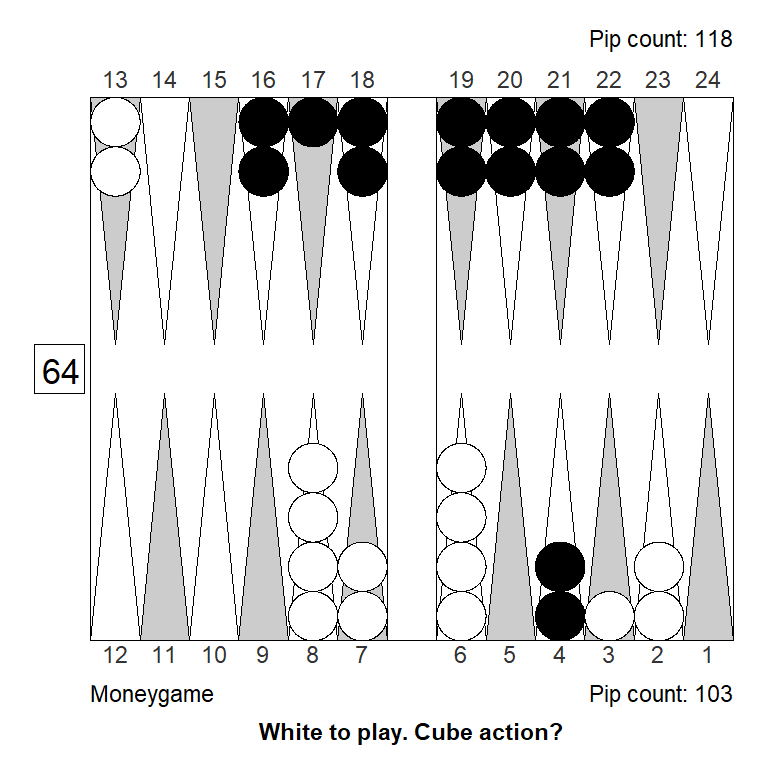 Pip count: 118
13 14 15 16 17 18 19 20 21 22 23 24
64
12 11 10 9 8 7 6 5 4 3 2 1
Moneygame Pip count: 103
White to play. Cube action?